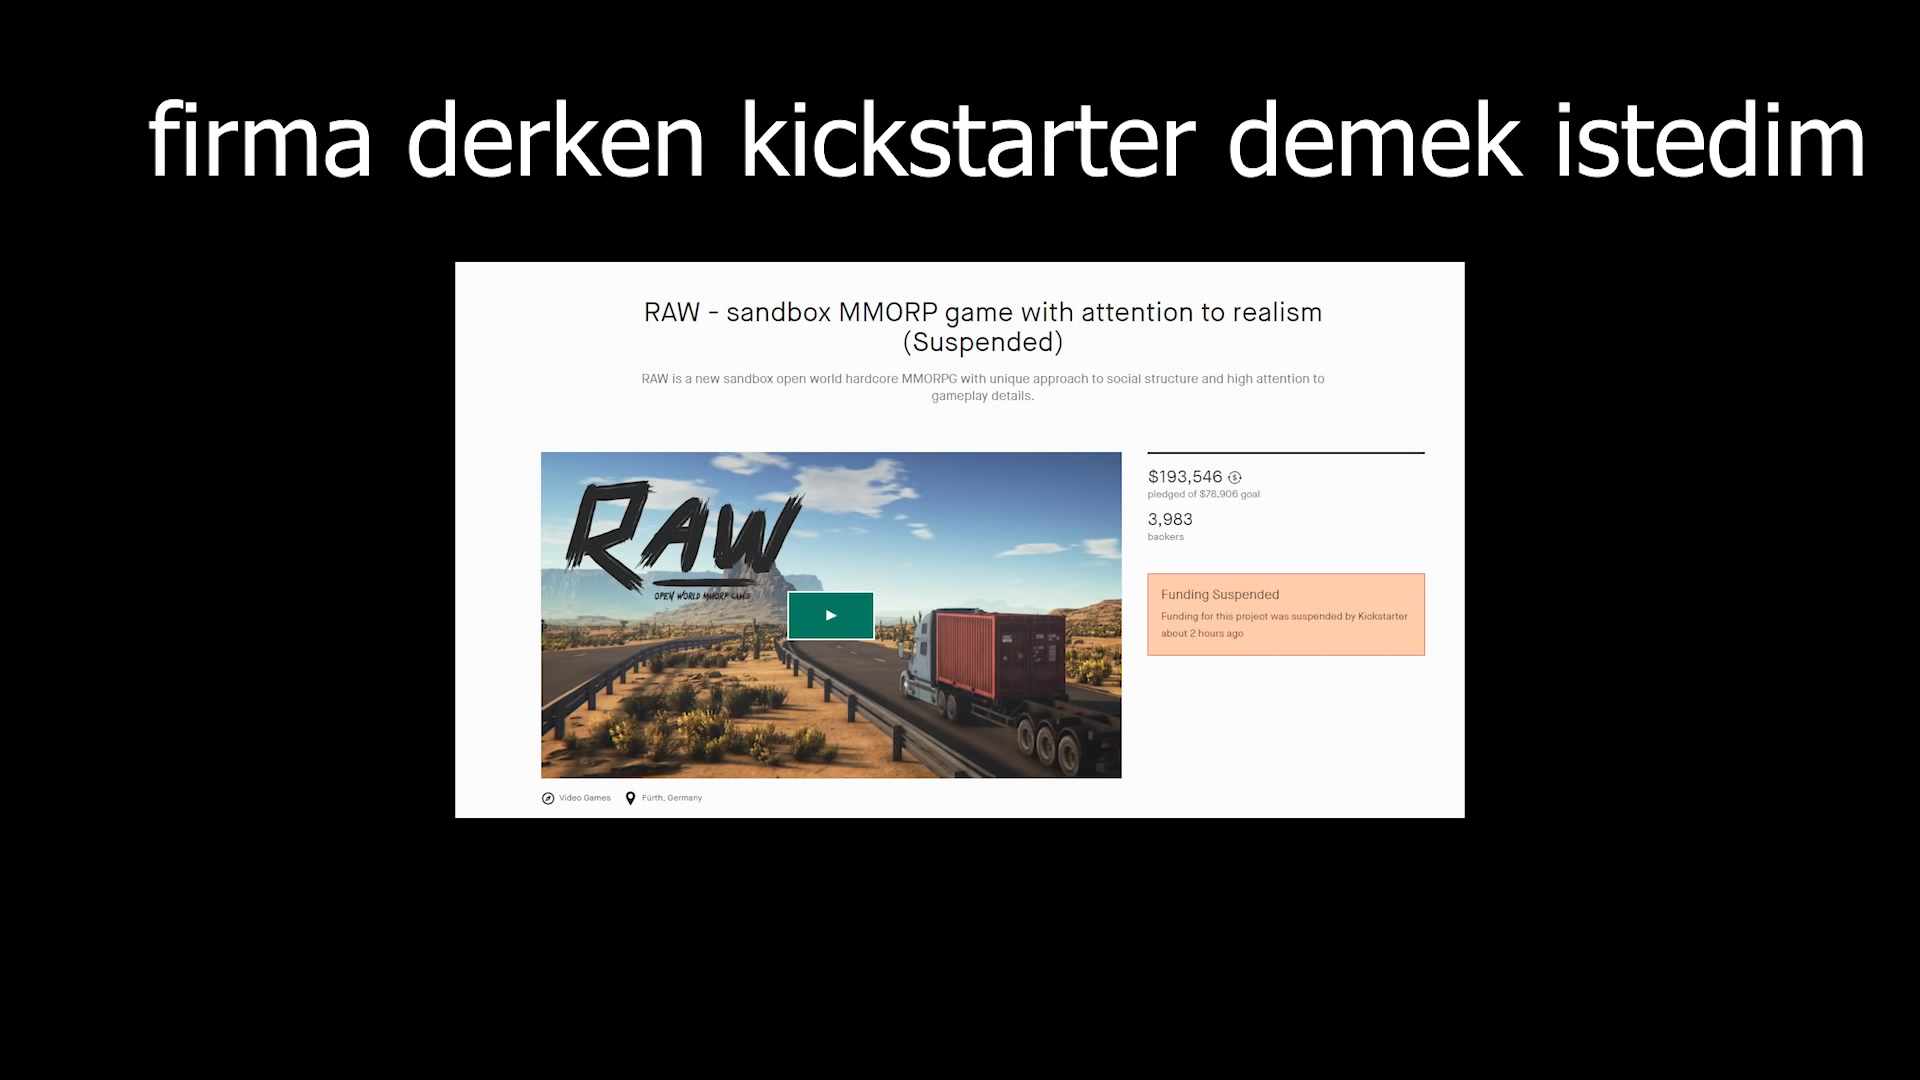 firma derken kickstarter demek istedim
RAW - sandbox MMORP game with attention to realism
(Suspended)
RAW is a new sandbox open world hardcore MMORPG with unique approach to social structure and high attention to
gameplay details.
RAW
OPEN WORLD MMORP GAME
$193,546
pledged of $78,906 goal
3,983
backers
Funding Suspended
Funding for this project was suspended by Kickstarter
about 2 hours ago
Video Games
Fürth, Germany